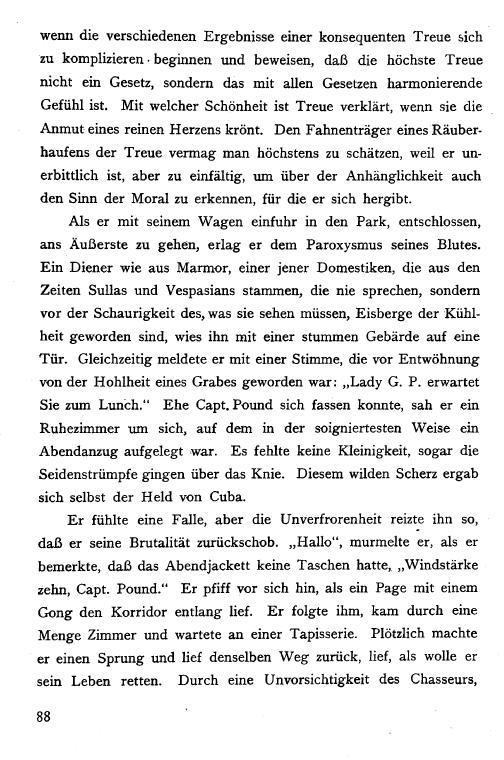 wenn die verschiedenen Ergebnisse einer konsequenten Treue sich
zu komplizieren beginnen und beweisen, daß die höchste Treue
nicht ein Gesetz, sondern das mit allen Gesetzen harmonierende
Gefühl ist. Mit welcher Schönheit ist Treue verklärt, wenn sie die
Anmut eines reinen Herzens krönt. Den Fahnenträger eines Räuber-
haufens der Treue vermag man höchstens zu schätzen, weil er un-
erbittlich ist, aber zu einfältig, um über der Anhänglichkeit auch
den Sinn der Moral zu erkennen, für die er sich hergibt.
Als er mit seinem Wagen einfuhr in den Park, entschlossen,
ans Äußerste zu gehen, erlag er dem Paroxysmus seines Blutes.
Ein Diener wie aus Marmor, einer jener Domestiken, die aus den
Zeiten Sullas und Vespasians stammen, die nie sprechen, sondern
vor der Schaurigkeit des, was sie sehen müssen, Eisberge der Kühl-
heit geworden sind, wies ihn mit einer stummen Gebärde auf eine
Tür. Gleichzeitig meldete er mit einer Stimme, die vor Entwöhnung
von der Hohlheit eines Grabes geworden war: „Lady G. P. erwartet
Sie zum Lunch.“ Ehe Capt. Pound sich fassen konnte, sah er ein
Ruhezimmer um sich, auf dem in der soigniertesten Weise ein
Abendanzug aufgelegt war. Es fehlte keine Kleinigkeit, sogar die
Seidenstrümpfe gingen über das Knie. Diesem wilden Scherz ergab
sich selbst der Held von Cuba.
Er fühlte eine Falle, aber die Unverfrorenheit reizte ihn so,
daß er seine Brutalität zurückschob. „Hallo“, murmelte er, als er
bemerkte, daß das Abendjackett keine Taschen hatte, „Windstärke
zehn, Capt. Pound.“ Er pfiff vor sich hin, als ein Page mit einem
Gong den Korridor entlang lief. Er folgte ihm, kam durch eine
Menge Zimmer und wartete an einer Tapisserie. Plötzlich machte
er einen Sprung und lief denselben Weg zurück, lief, als wolle er
sein Leben retten. Durch eine Unvorsichtigkeit des Chasseurs,
88